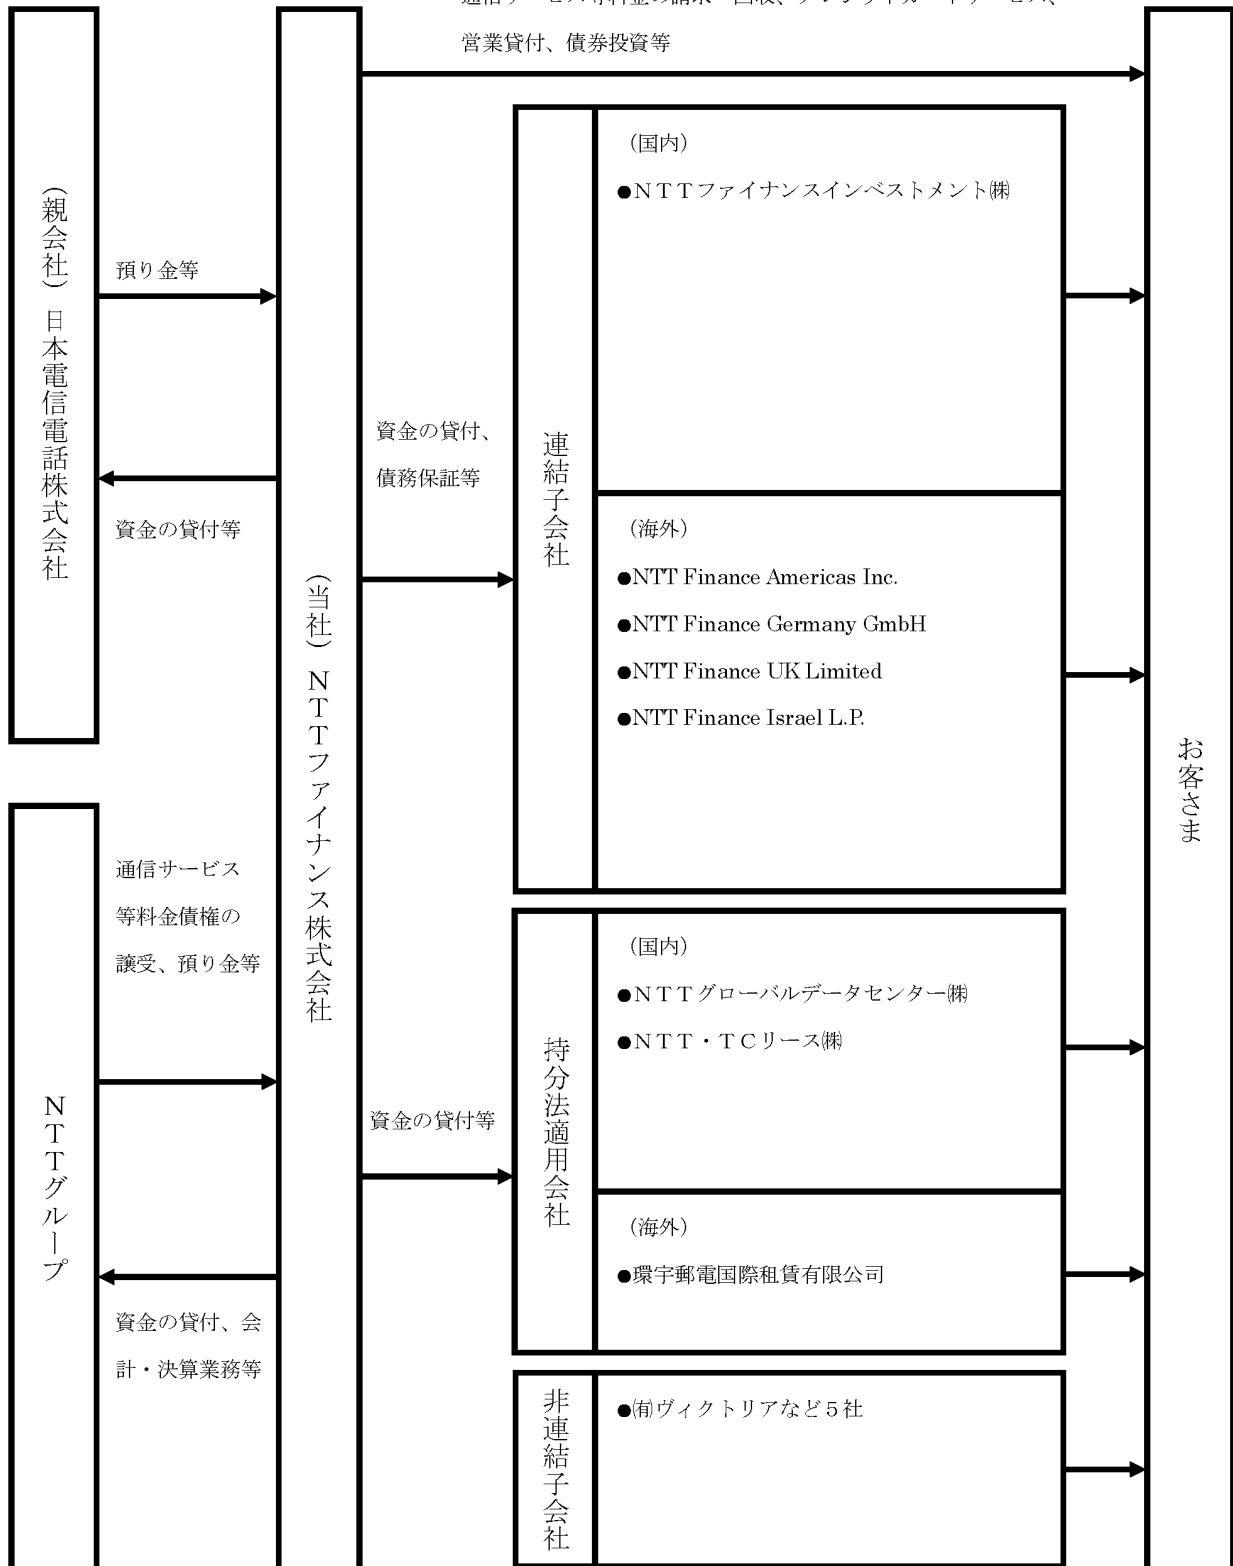 営業貸付、債券投資等
（親会社）日本電信電話株式会社
預り金等
資金の貸付等
ＮＴＴグループ
通信サービス
等料金債権の
譲受、預り金等
資金の貸付、会
計・決算業務等
（当社）ＮＴＴファイナンス株式会社
資金の貸付、
債務保証等
連結子会社
（国内）
●ＮＴＴファイナンスインベストメント㈱
（海外）
●NTT Finance Americas Inc.
●NTT Finance Germany GmbH
●NTT Finance UK Limited
●NTT Finance Israel L.P.
資金の貸付等
持分法適用会社
（国内）
●ＮＴＴグローバルデータセンター㈱
●ＮＴＴ・ＴＣリース㈱
（海外）
●環宇郵電国際租賃有限公司
非連結子会社
●㈲ヴィクトリアなど５社
お客さま